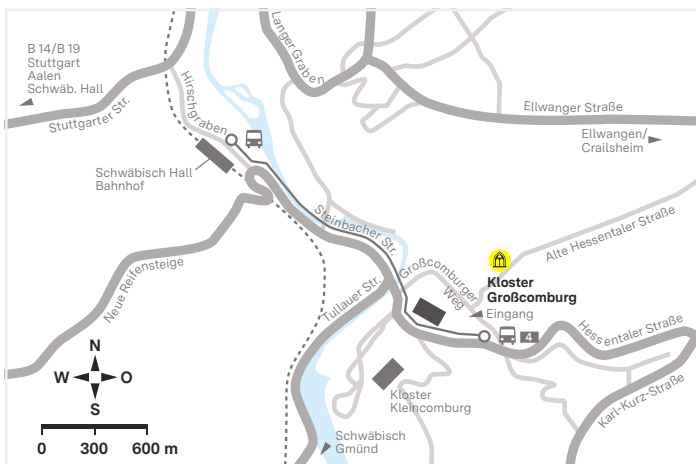 B 14/B 19
Stuttgart
Aalen
Schwäb. Hall
Stuttgarter Str.
Hirschgraben
Langer Graben
Ellwanger Straße
Ellwangen/
Crailsheim
Schwäbisch Hall
Bahnhof
Steinbacher Str.
Alte Hessentaler Straße
Neue Reifensteige
Tullauer Str.
Großcomburger
Weg
Kloster
Großcomburg
Eingang
4
Hessentaler Straße
Karl-Kurz-Straße
Kloster
Kleincomburg
Schwäbisch
Gmünd
N
W O
S
0 300 600 m